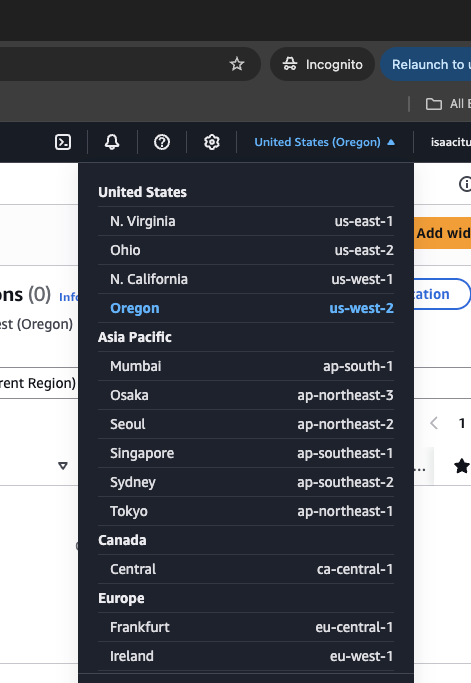 Incognito
Relaunch to u
All B
United States (Oregon) ▲
isaacitu
United States
N. Virginia us-east-1
Add wid
Ohio us-east-2
N. California us-west-1
ons (0) Info
cation
Oregon us-west-2
est (Oregon)
Asia Pacific
Mumbai ap-south-1
rent Region)
Osaka ap-northeast-3
Seoul ap-northeast-2
1
Singapore ap-southeast-1
...
Sydney ap-southeast-2
Tokyo ap-northeast-1
Canada
Central ca-central-1
Europe
Frankfurt eu-central-1
Ireland eu-west-1